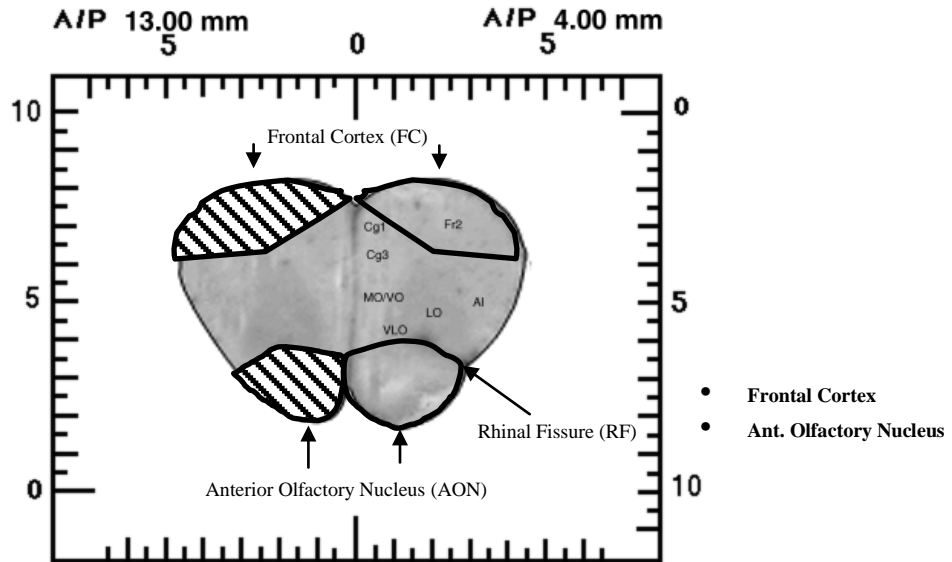 A/P 13.00 mm A/P 4.00 mm
5 0 5
10 0
Frontal Cortex (FC)
Cg1 Fr2
Cg3
5 MO/VO AI 5
LO
VLO
• Frontal Cortex
Rhinal Fissure (RF) • Ant. Olfactory Nucleus
0 Anterior Olfactory Nucleus (AON) 10